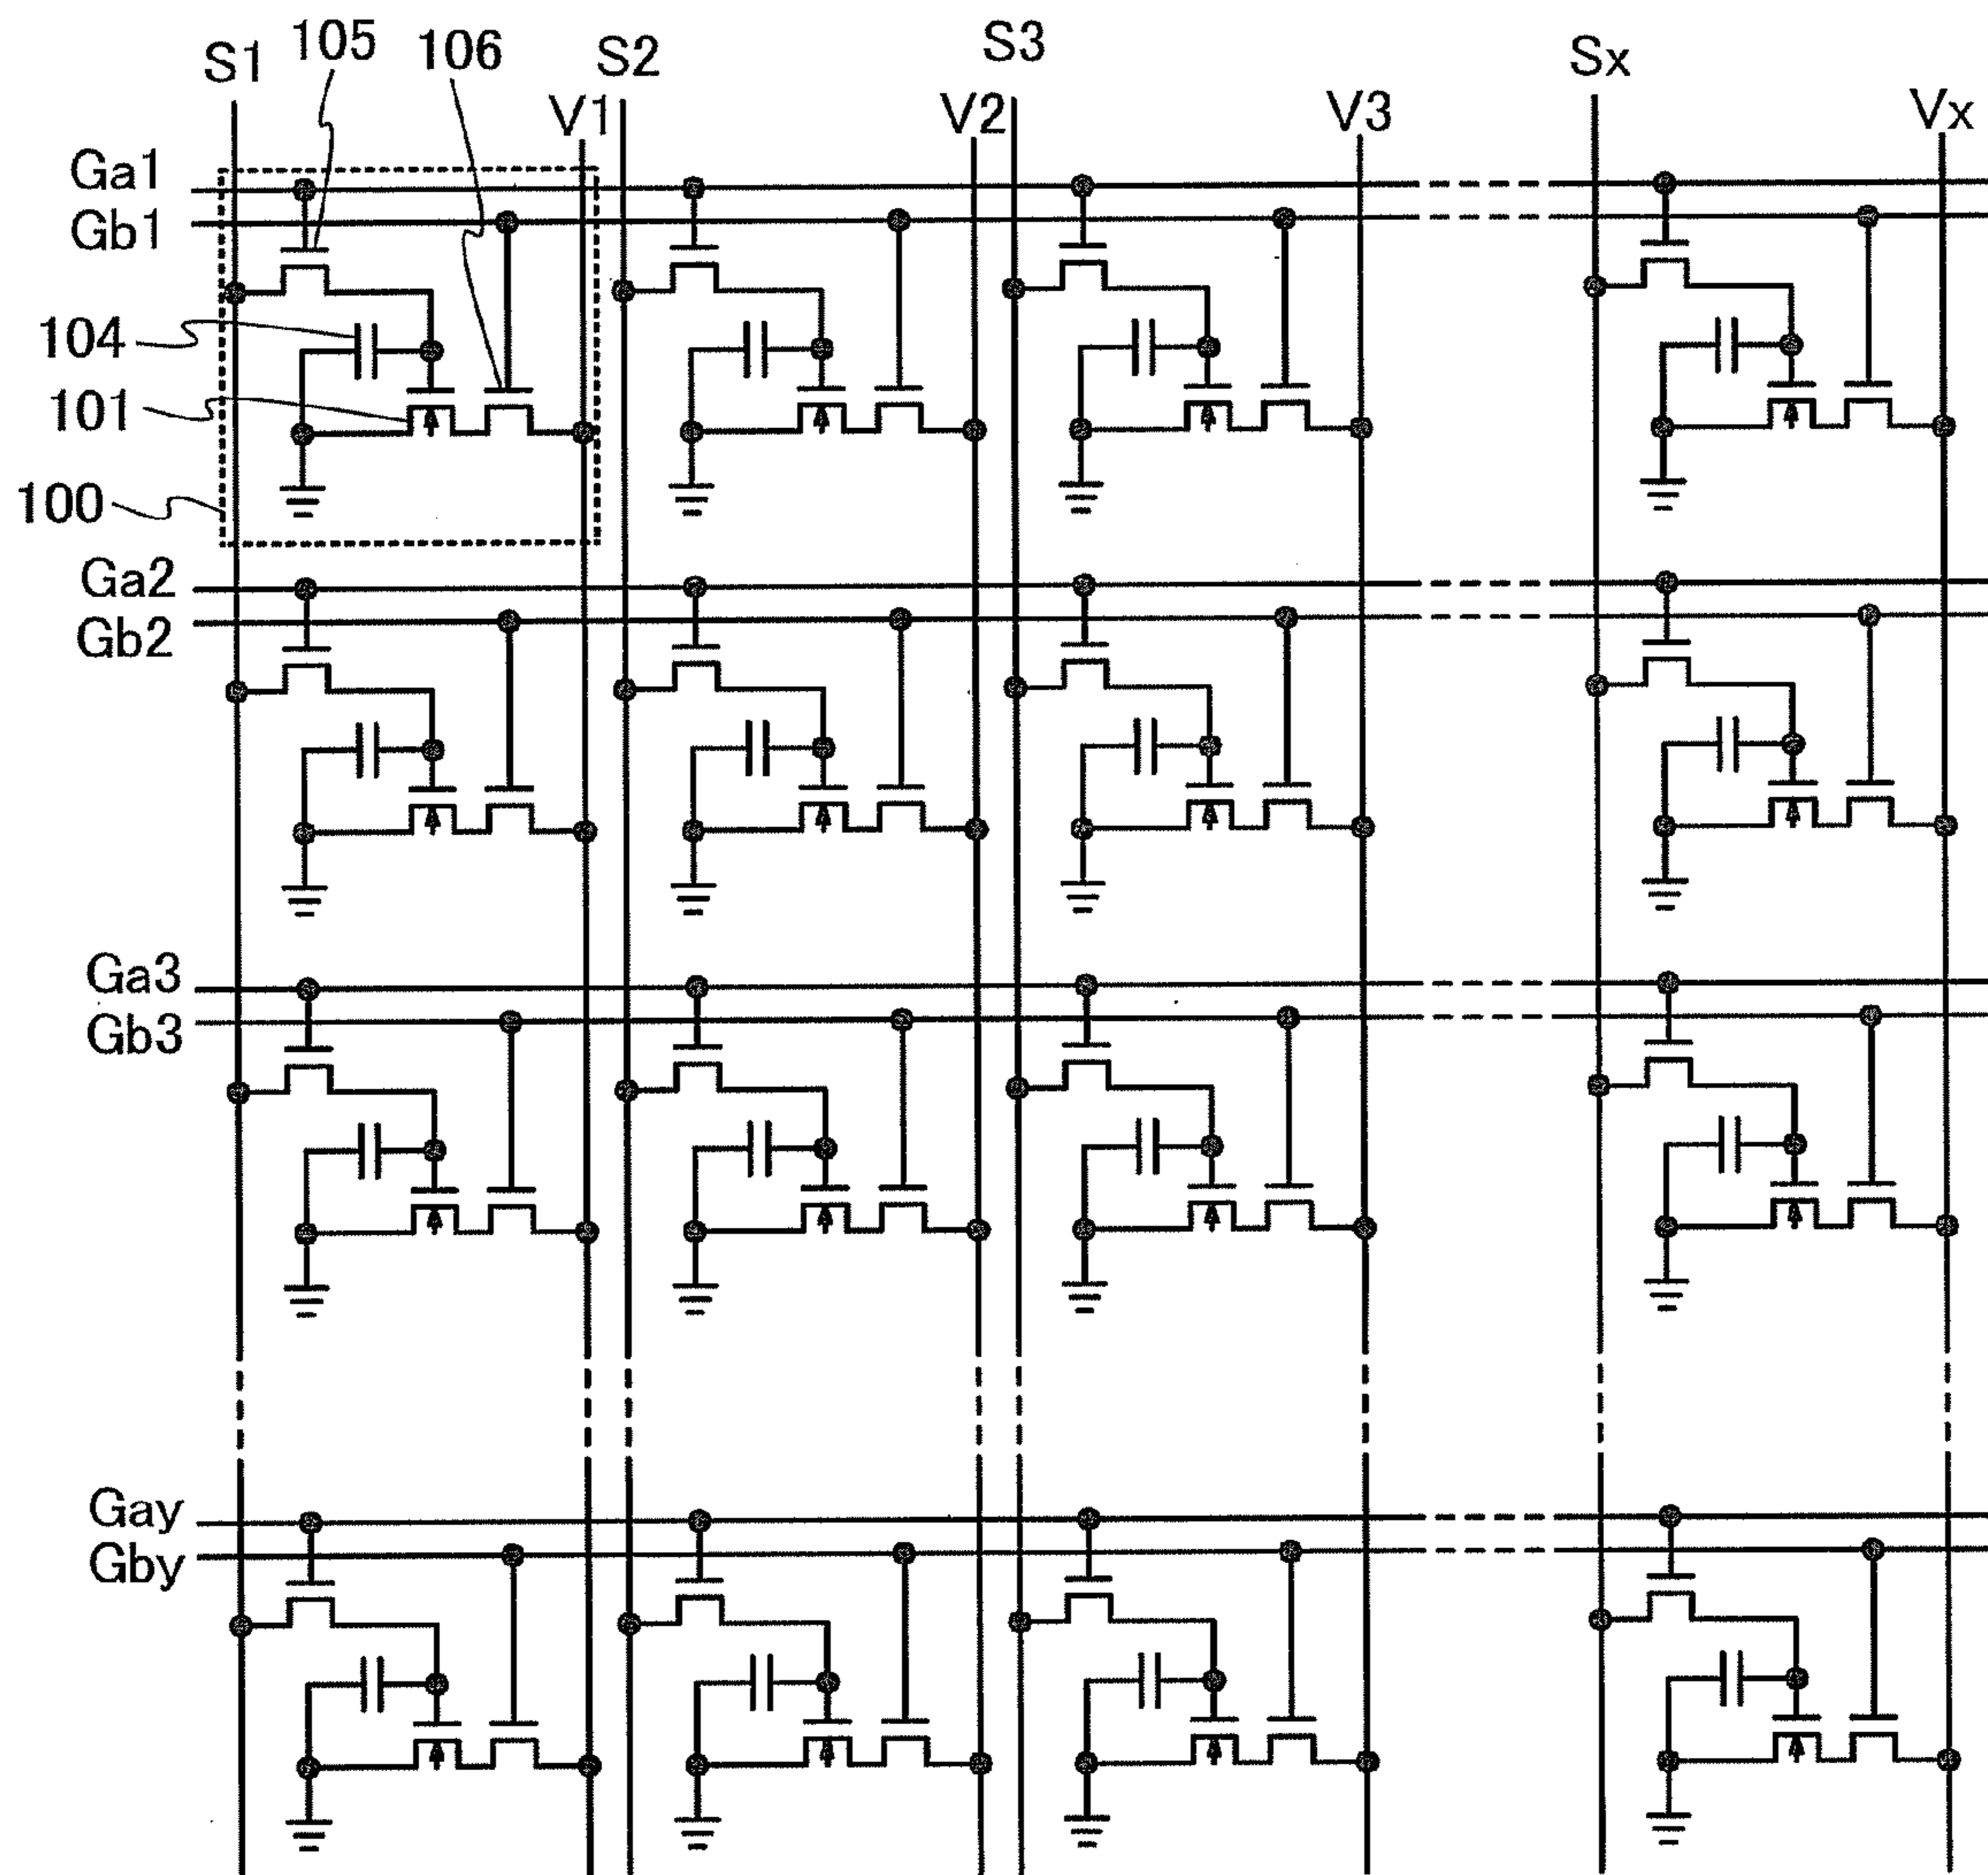 S1 105 106 S2 S3 Sx
V1 V2 V3 Vx
Ga1
Gb1
104
101
100
Ga2
Gb2
Ga3
Gb3
Gay
Gby